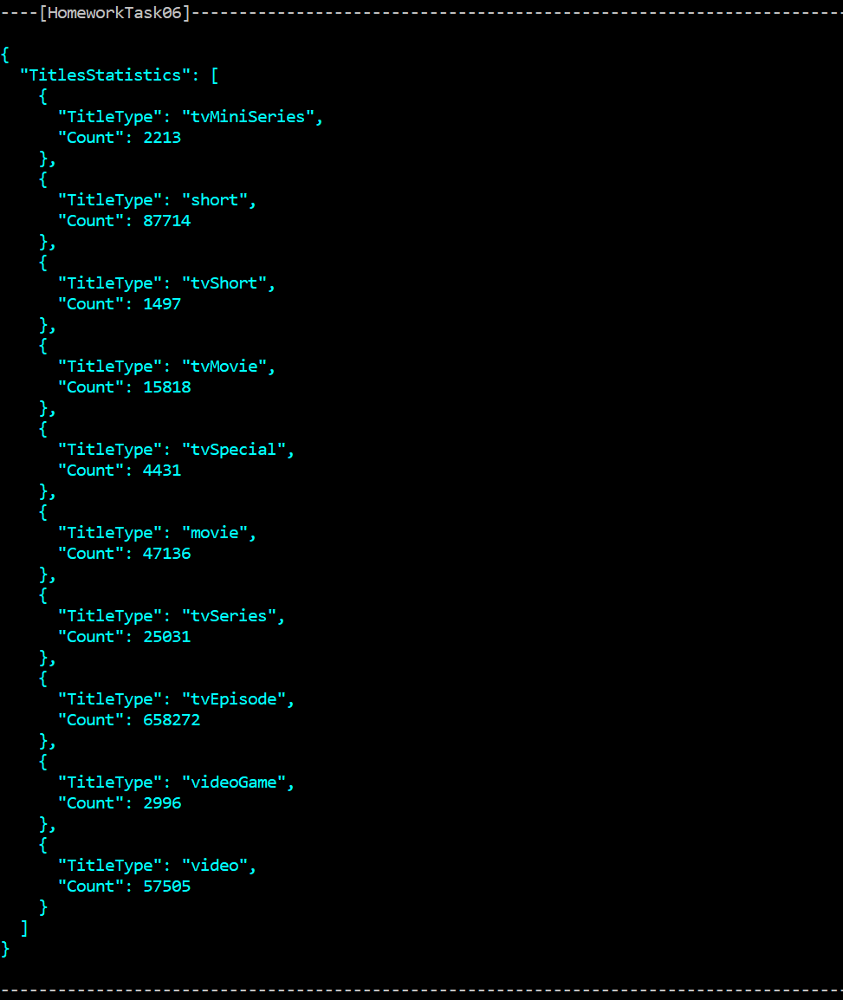 ----[HomeworkTask06]---------------------------------------------------------------------
{
  "TitlesStatistics": [
    {
      "TitleType": "tvMiniSeries",
      "Count": 2213
    },
    {
      "TitleType": "short",
      "Count": 87714
    },
    {
      "TitleType": "tvShort",
      "Count": 1497
    },
    {
      "TitleType": "tvMovie",
      "Count": 15818
    },
    {
      "TitleType": "tvSpecial",
      "Count": 4431
    },
    {
      "TitleType": "movie",
      "Count": 47136
    },
    {
      "TitleType": "tvSeries",
      "Count": 25031
    },
    {
      "TitleType": "tvEpisode",
      "Count": 658272
    },
    {
      "TitleType": "videoGame",
      "Count": 2996
    },
    {
      "TitleType": "video",
      "Count": 57505
    }
  ]
}
-----------------------------------------------------------------------------------------